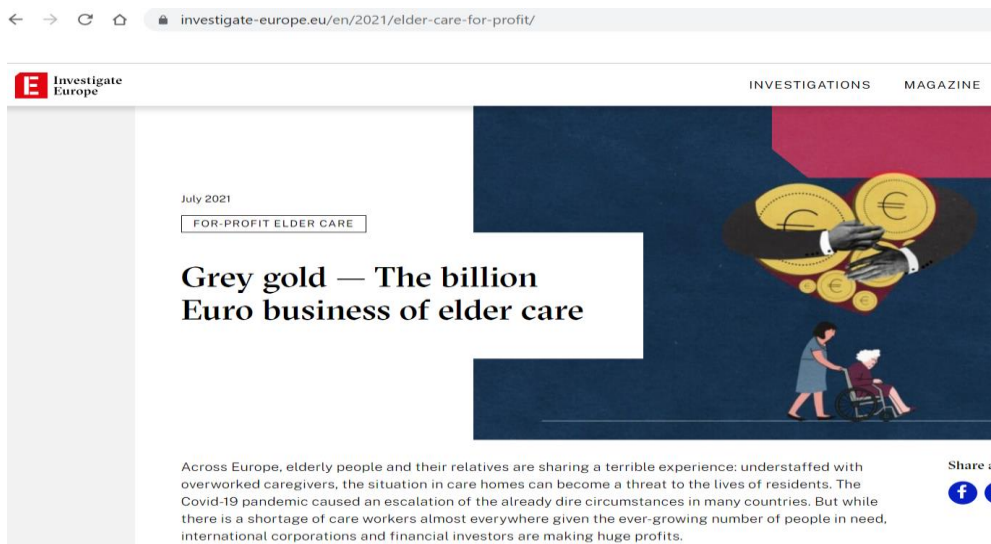 investigate-europe.eu/en/2021/elder-care-for-profit/
Investigate
Europe
INVESTIGATIONS
MAGAZINE
July 2021
FOR-PROFIT ELDER CARE
Grey gold — The billion
Euro business of elder care
Across Europe, elderly people and their relatives are sharing a terrible experience: understaffed with
overworked caregivers, the situation in care homes can become a threat to the lives of residents. The
Covid-19 pandemic caused an escalation of the already dire circumstances in many countries. But while
there is a shortage of care workers almost everywhere given the ever-growing number of people in need,
international corporations and financial investors are making huge profits.
Share